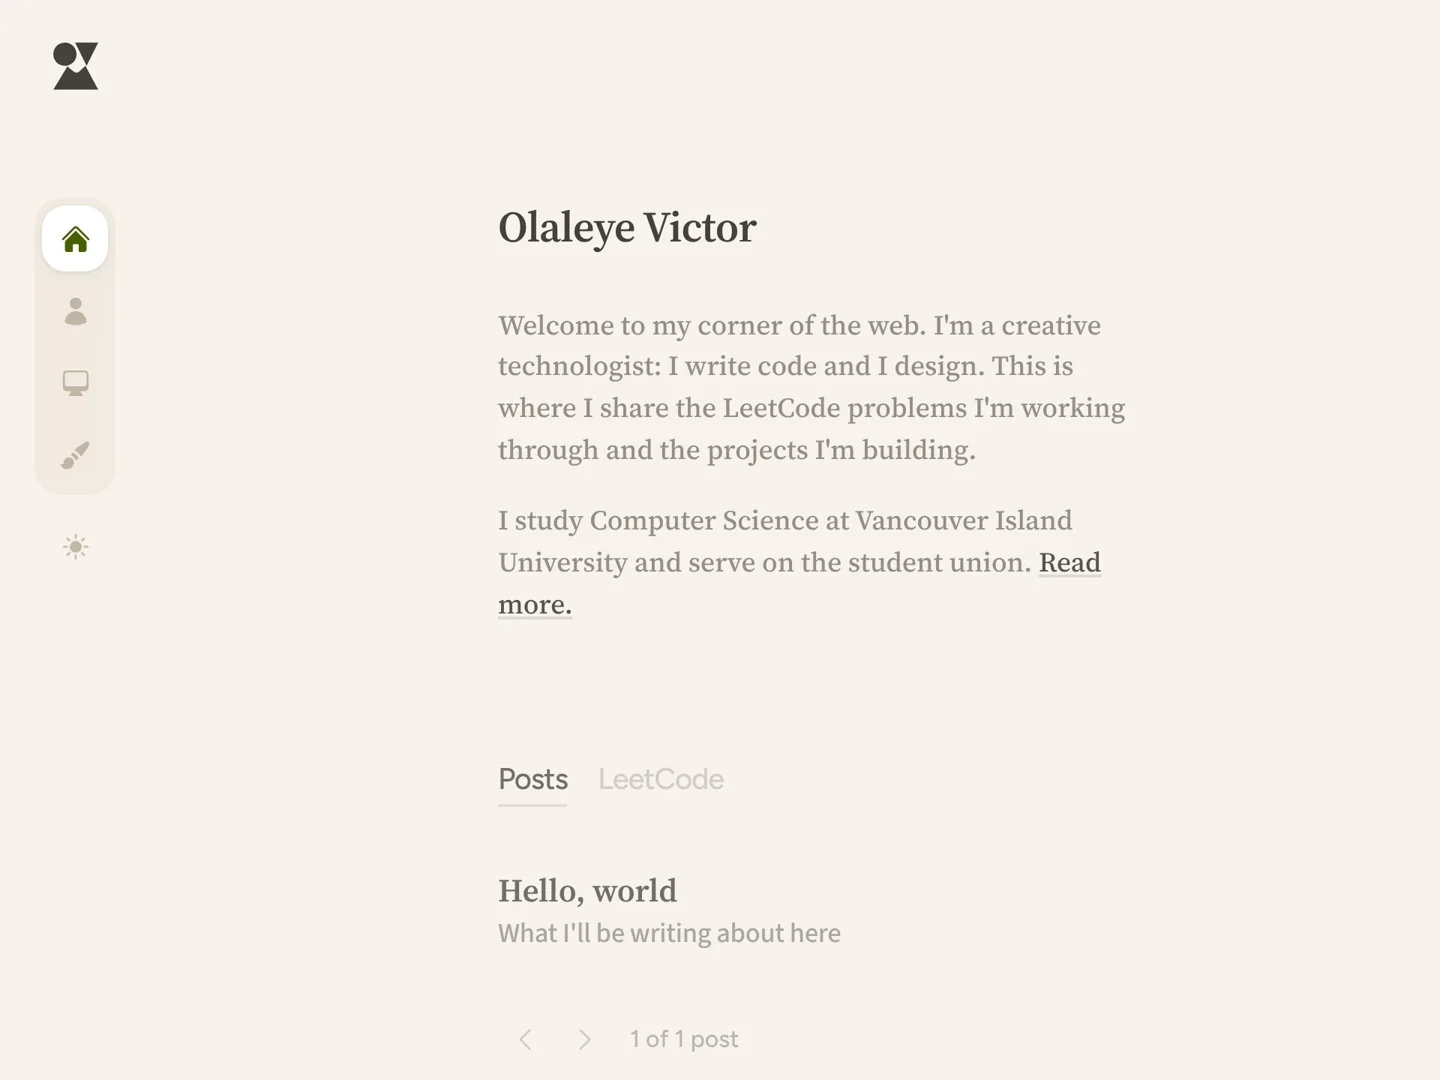 Olaleye Victor
Welcome to my corner of the web. I'm a creative
technologist: I write code and I design. This is
where I share the LeetCode problems I'm working
through and the projects I'm building.
I study Computer Science at Vancouver Island
University and serve on the student union. Read
more.
Posts LeetCode
Hello, world
What I'll be writing about here
1 of 1 post